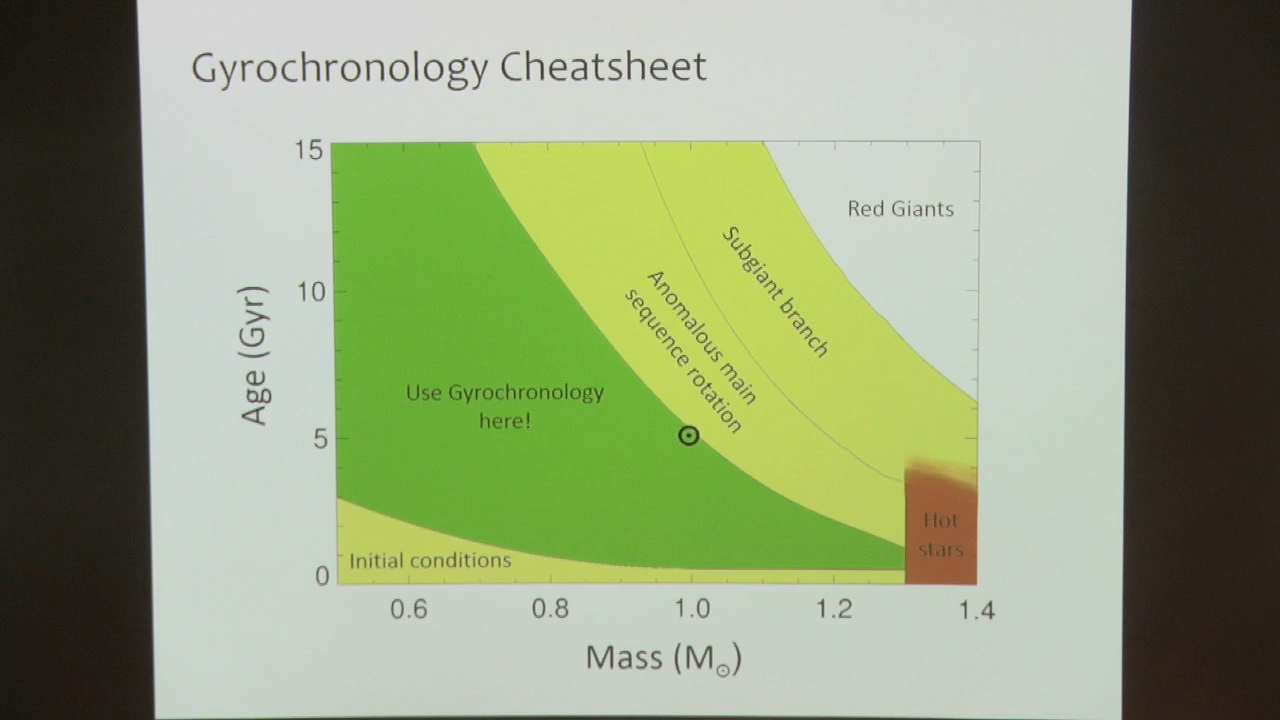 Gyrochronology Cheatsheet
15
10
5
0
Age (Gyr)
Red Giants
Subgiant branch
Anomalous main
sequence rotation
Use Gyrochronology
here!
Hot
stars
Initial conditions
0.6 0.8 1.0 1.2 1.4
Mass (M☉)